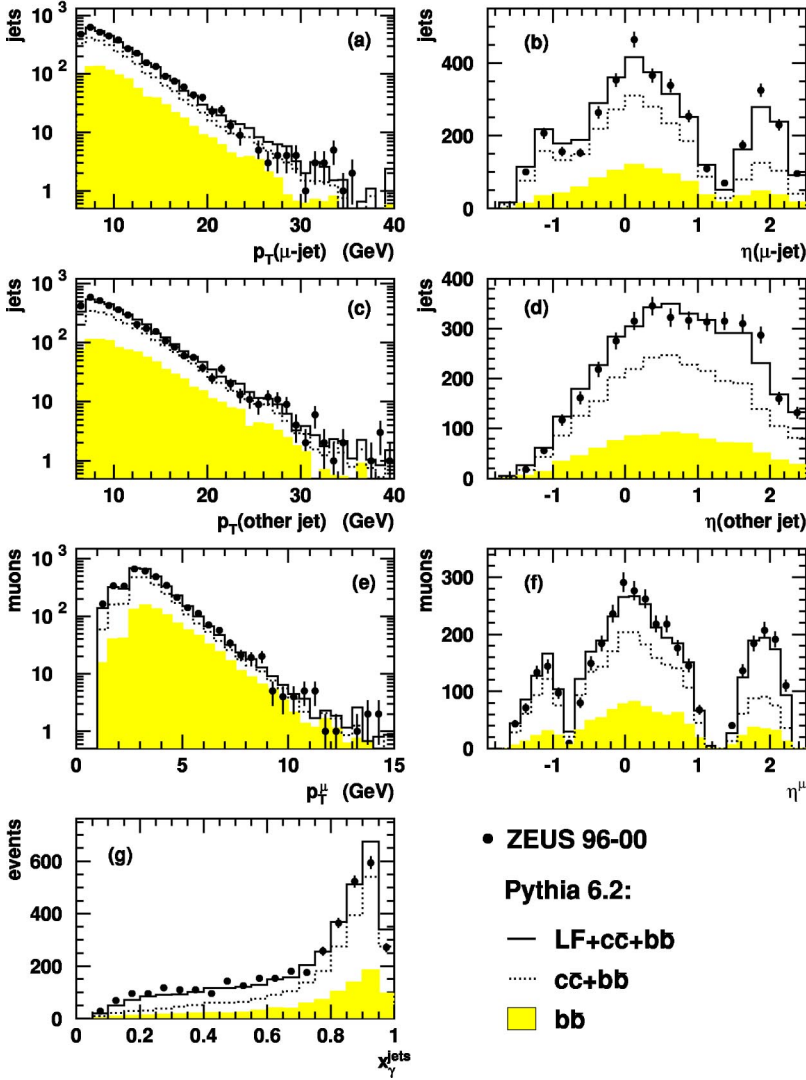 jets
10³
10²
10
1
(a)
10 20 30 40
p_T(μ-jet) (GeV)
jets
400
200
0
(b)
-1 0 1 2
η(μ-jet)
jets
10³
10²
10
1
(c)
10 20 30 40
p_T(other jet) (GeV)
jets
400
300
200
100
0
(d)
-1 0 1 2
η(other jet)
muons
10³
10²
10
1
(e)
0 5 10 15
p_T^μ (GeV)
muons
300
200
100
0
(f)
-1 0 1 2
η^μ
events
600
400
200
0
(g)
0 0.2 0.4 0.6 0.8 1
x_γ^jets
ZEUS 96-00
Pythia 6.2:
LF+cc̄+bb̄
cc̄+bb̄
bb̄